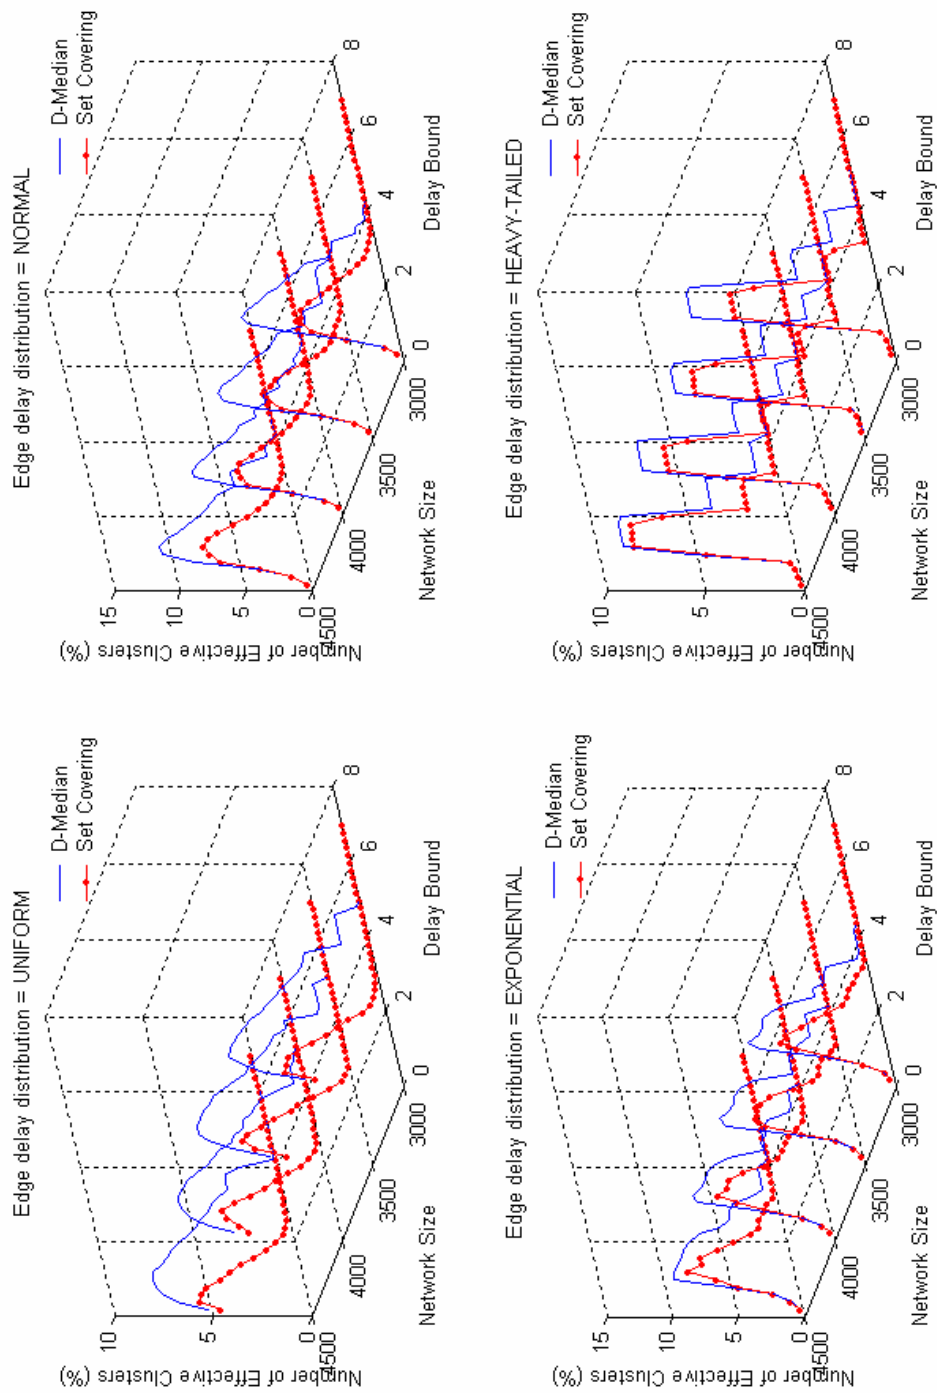 Edge delay distribution = UNIFORM
D-Median
Set Covering
Number of Effective Clusters (%)
10
5
0
4500
4000
3500
3000
Network Size
0
2
4
6
8
Delay Bound
Edge delay distribution = NORMAL
D-Median
Set Covering
Number of Effective Clusters (%)
15
10
5
0
4500
4000
3500
3000
Network Size
0
2
4
6
8
Delay Bound
Edge delay distribution = EXPONENTIAL
D-Median
Set Covering
Number of Effective Clusters (%)
15
10
5
0
4500
4000
3500
3000
Network Size
0
2
4
6
8
Delay Bound
Edge delay distribution = HEAVY-TAILED
D-Median
Set Covering
Number of Effective Clusters (%)
10
5
0
4500
4000
3500
3000
Network Size
0
2
4
6
8
Delay Bound